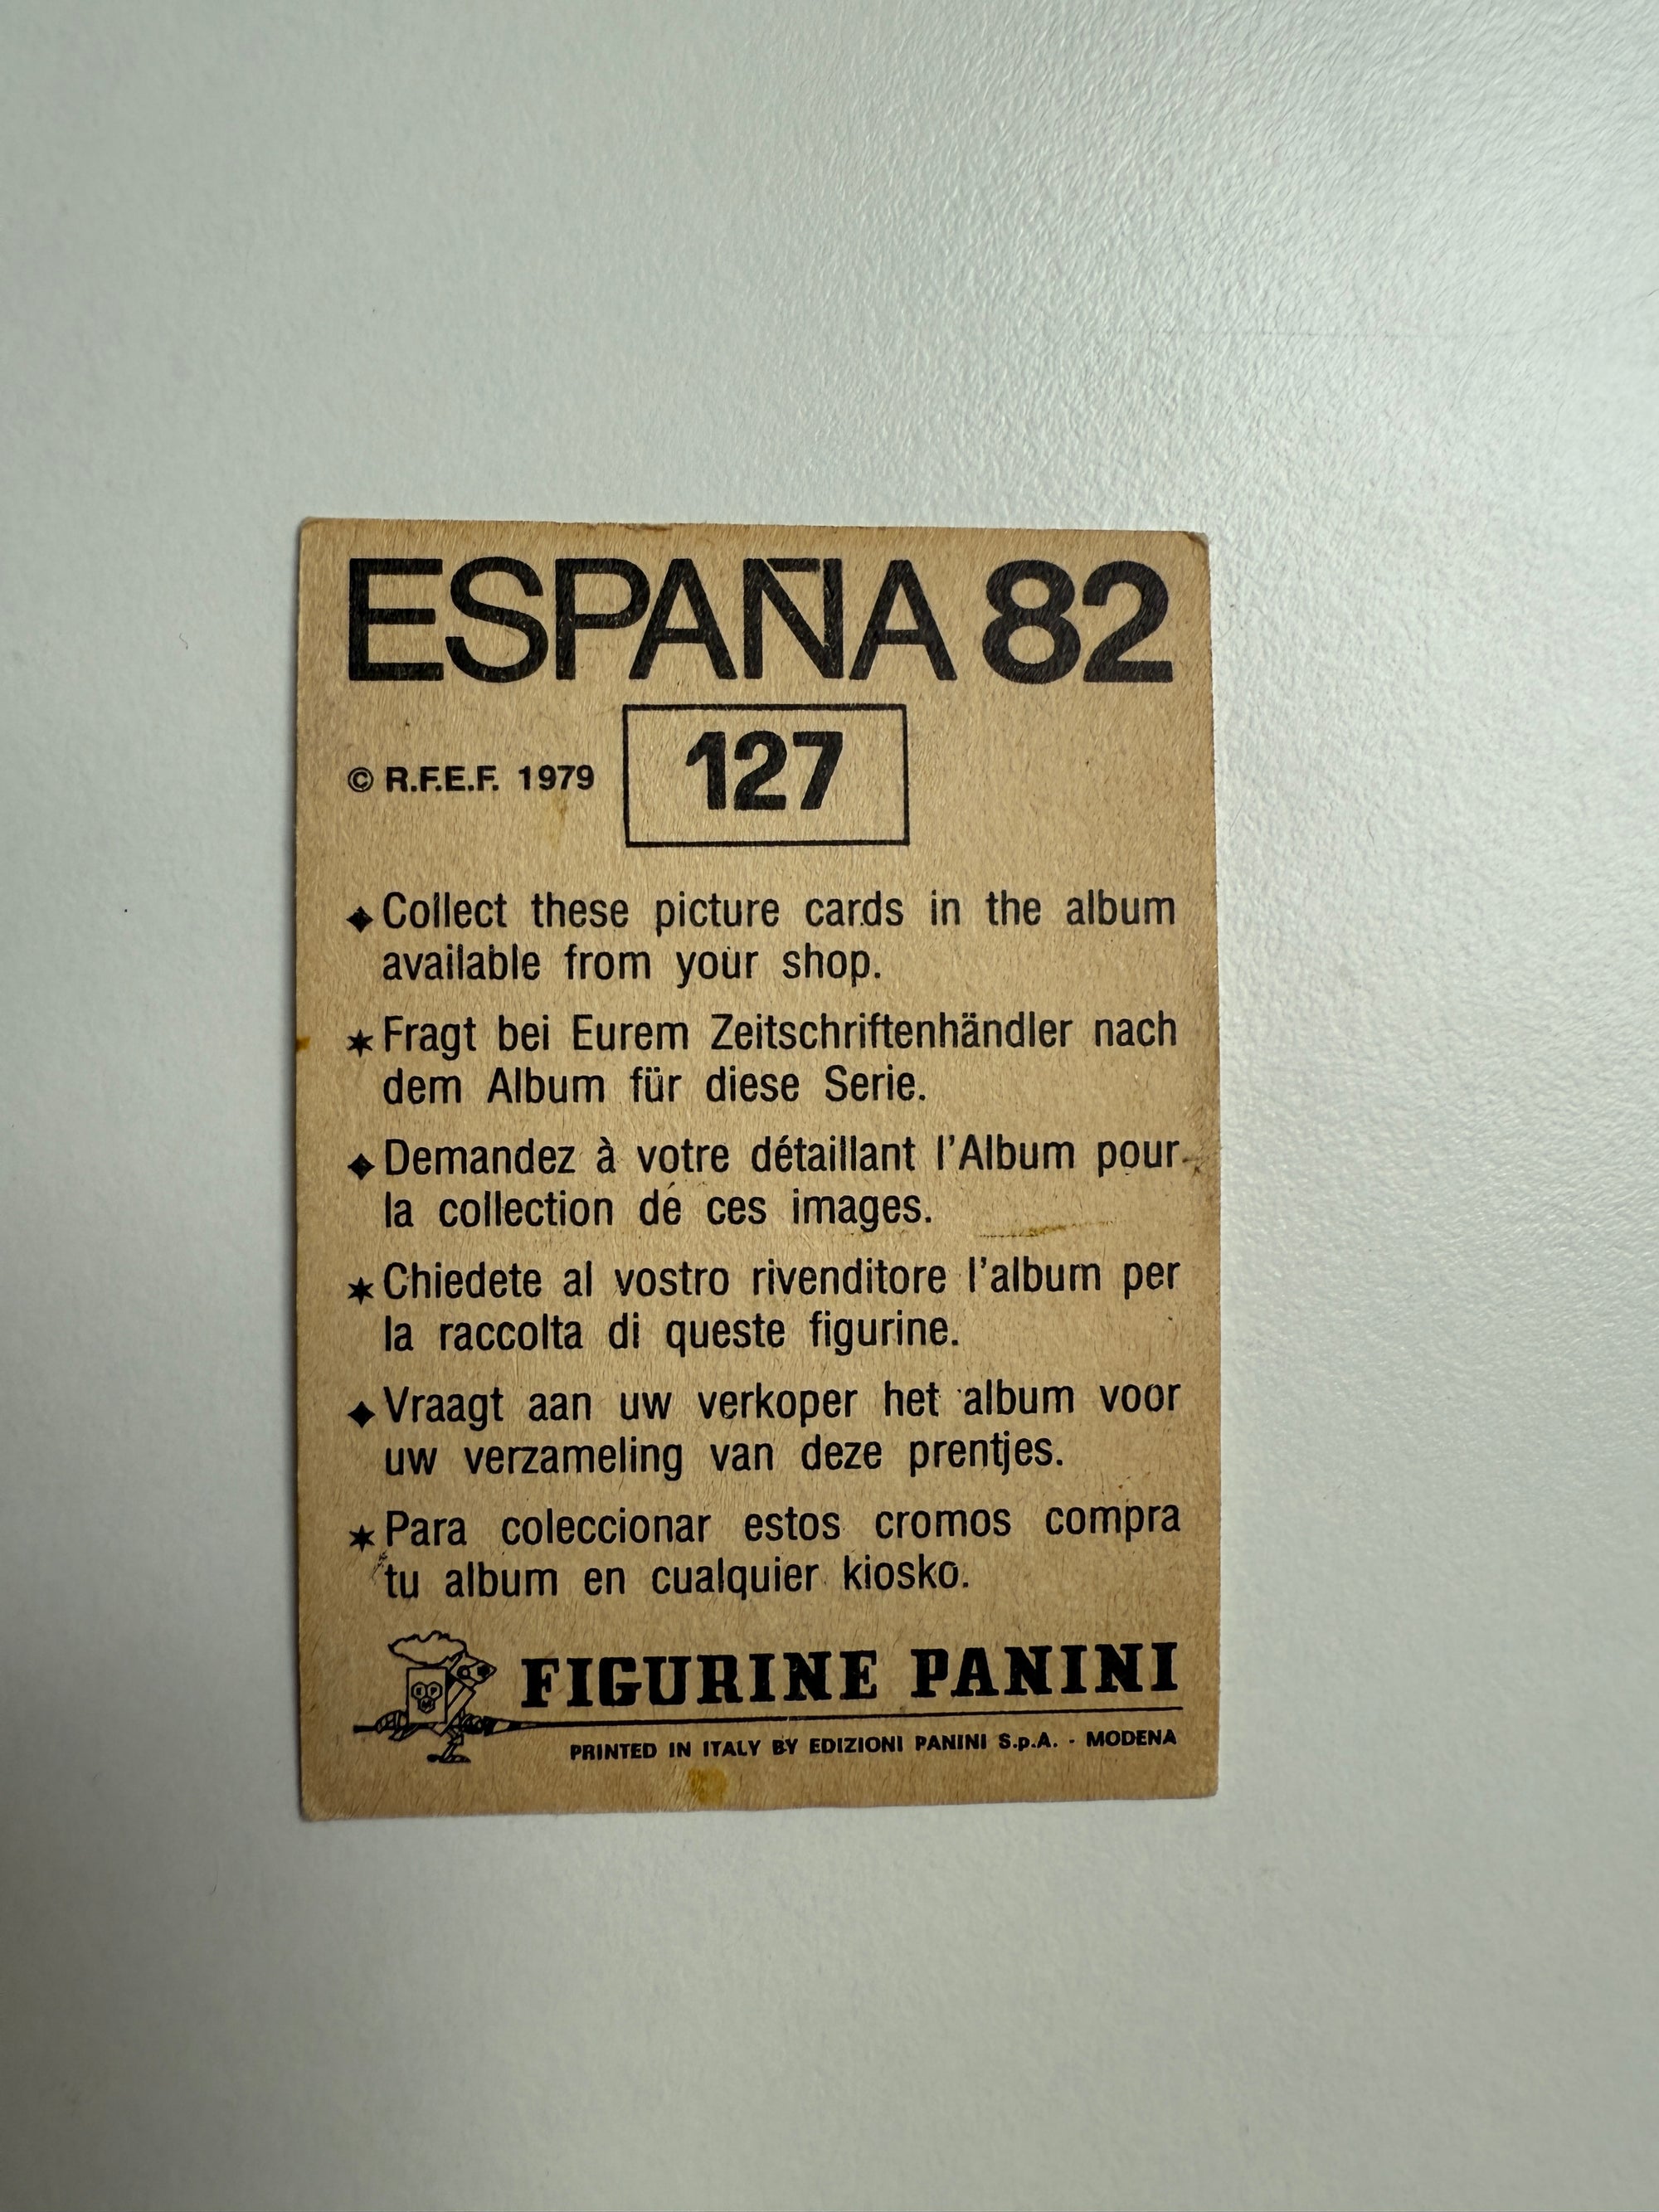 ESPAÑA 82
© R.F.E.F. 1979
127
◆ Collect these picture cards in the album
available from your shop.
★ Fragt bei Eurem Zeitschriftenhändler nach
dem Album für diese Serie.
◆ Demandez à votre détaillant l'Album pour
la collection de ces images.
★ Chiedete al vostro rivenditore l'album per
la raccolta di queste figurine.
◆ Vraagt aan uw verkoper het album voor
uw verzameling van deze prentjes.
★ Para coleccionar estos cromos compra
tu album en cualquier kiosko.
FIGURINE PANINI
PRINTED IN ITALY BY EDIZIONI PANINI S.p.A. - MODENA